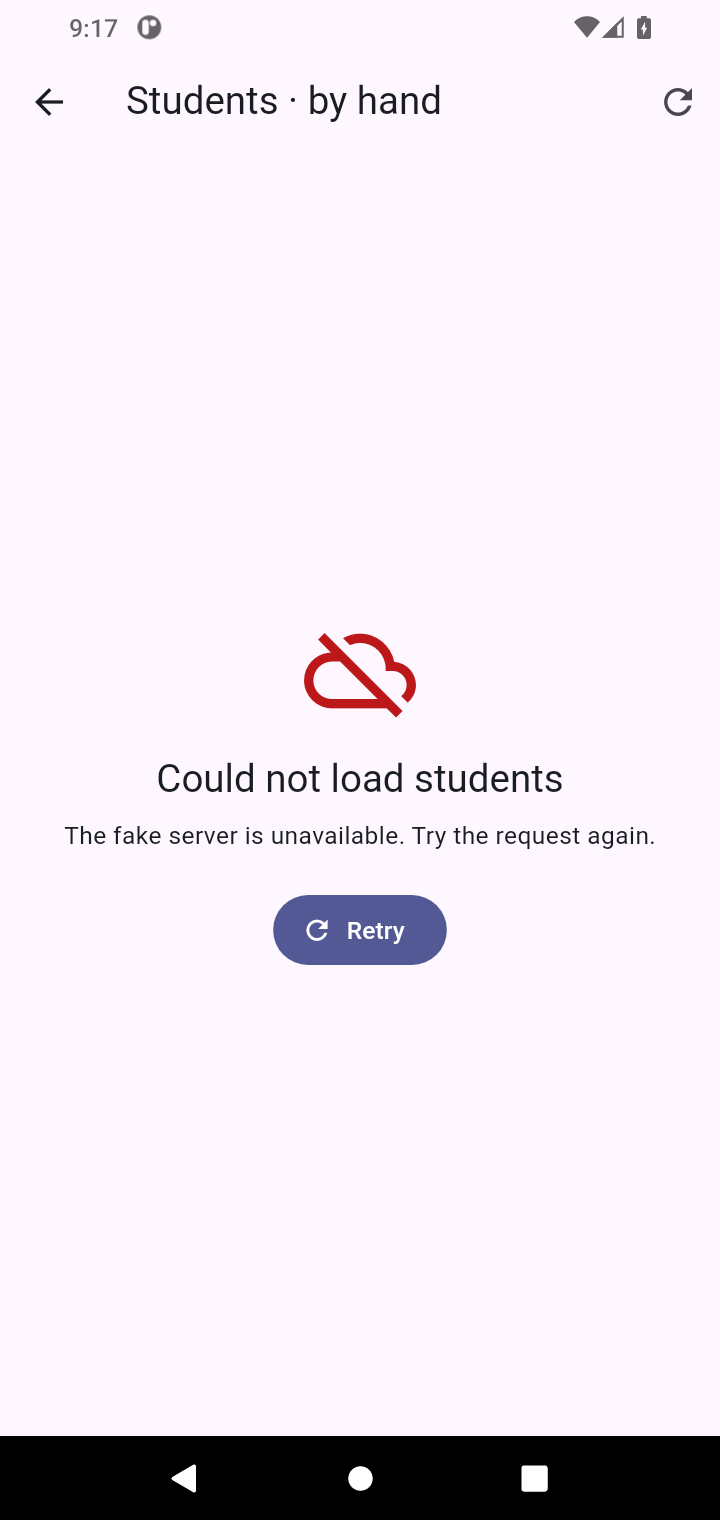 9:17
Students · by hand
Could not load students
The fake server is unavailable. Try the request again.
Retry